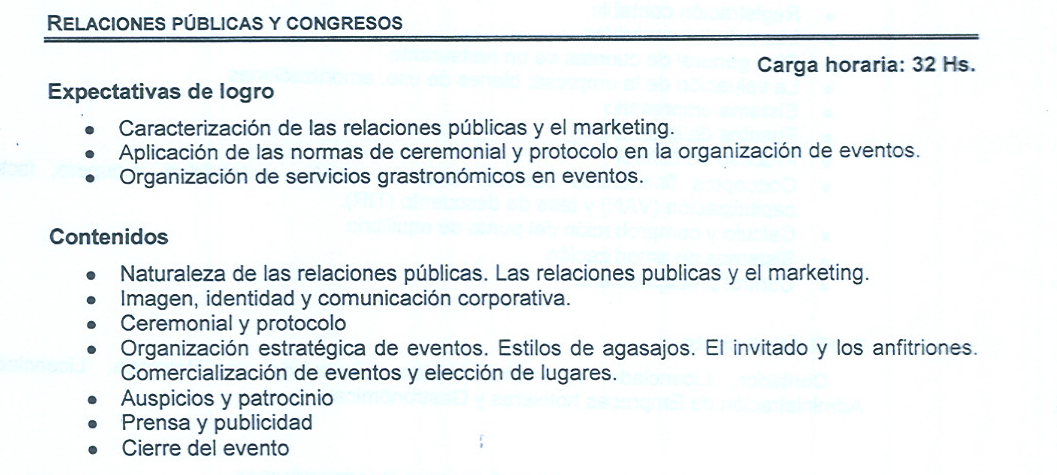 RELACIONES PÚBLICAS Y CONGRESOS
Carga horaria: 32 Hs.
Expectativas de logro
• Caracterización de las relaciones públicas y el marketing.
• Aplicación de las normas de ceremonial y protocolo en la organización de eventos.
• Organización de servicios grastronómicos en eventos.
Contenidos
• Naturaleza de las relaciones públicas. Las relaciones publicas y el marketing.
• Imagen, identidad y comunicación corporativa.
• Ceremonial y protocolo
• Organización estratégica de eventos. Estilos de agasajos. El invitado y los anfitriones.
Comercialización de eventos y elección de lugares.
• Auspicios y patrocinio
• Prensa y publicidad
• Cierre del evento